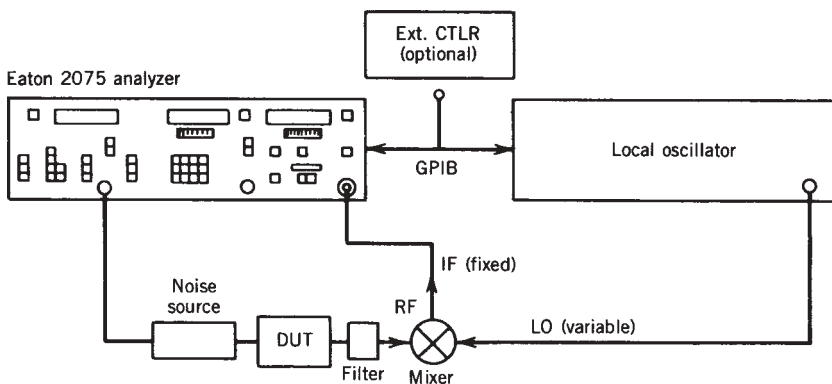 Ext. CTLR
(optional)
Eaton 2075 analyzer
GPIB
Local oscillator
IF (fixed)
Noise
source
RF
LO (variable)
DUT
Filter
Mixer